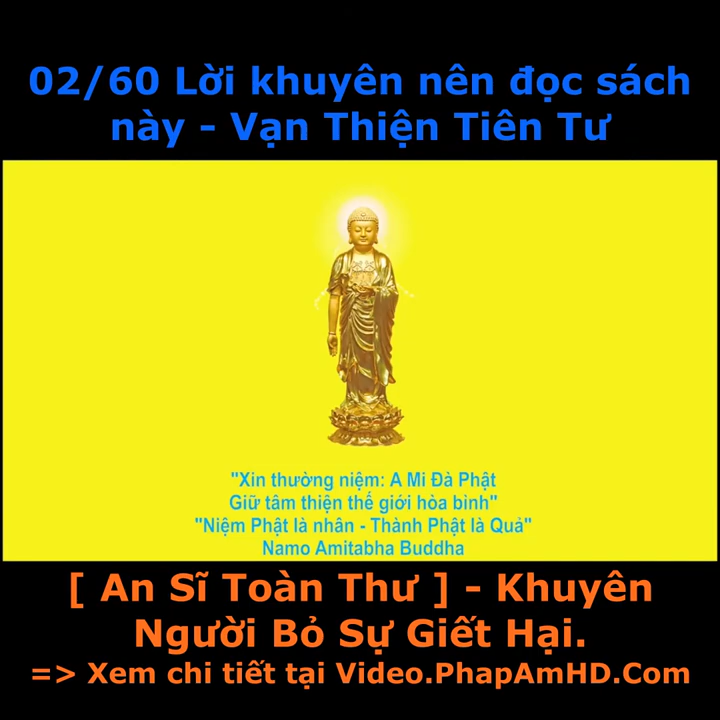 02/60 Lời khuyên nên đọc sách
này - Vạn Thiện Tiên Tư
"Xin thường niệm: A Mi Đà Phật
Giữ tâm thiện thế giới hòa bình"
"Niệm Phật là nhân - Thành Phật là Quả"
Namo Amitabha Buddha
[ An Sĩ Toàn Thư ] - Khuyên
Người Bỏ Sự Giết Hại.
=> Xem chi tiết tại Video.PhapAmHD.Com